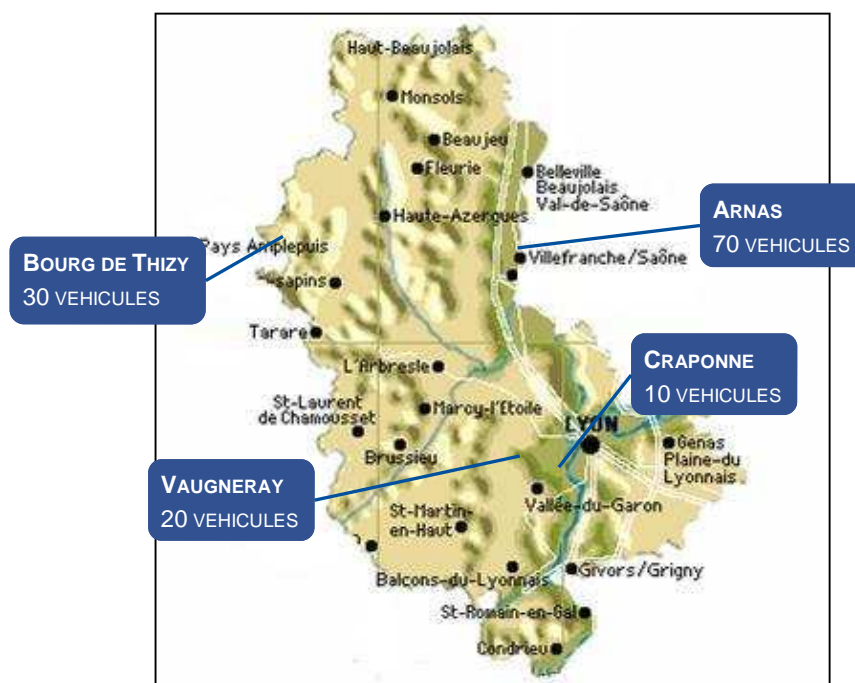 Haut-Beaujolais
Monsols
Beaujeu
Fleurie
Belleville
Beaujolais
Val-de-Saône
Haute-Azergues
ARNAS
70 VEHICULES
Pays Amplepuis
BOURG DE THIZY
30 VEHICULES
Villefranche/Saône
sapins
Tarare
CRAPONNE
10 VEHICULES
L'Arbresle
St-Laurent
de Chamousset
Marcy-l'Etoile
LYON
Genas
Plaine-du
Lyonnais
Brussieu
VAUGNERAY
20 VEHICULES
Vallée-du-Garon
St-Martin-
en-Haut
Balcons-du-Lyonnais
Givors/Grigny
St-Romain-en-Gal
Condrieu